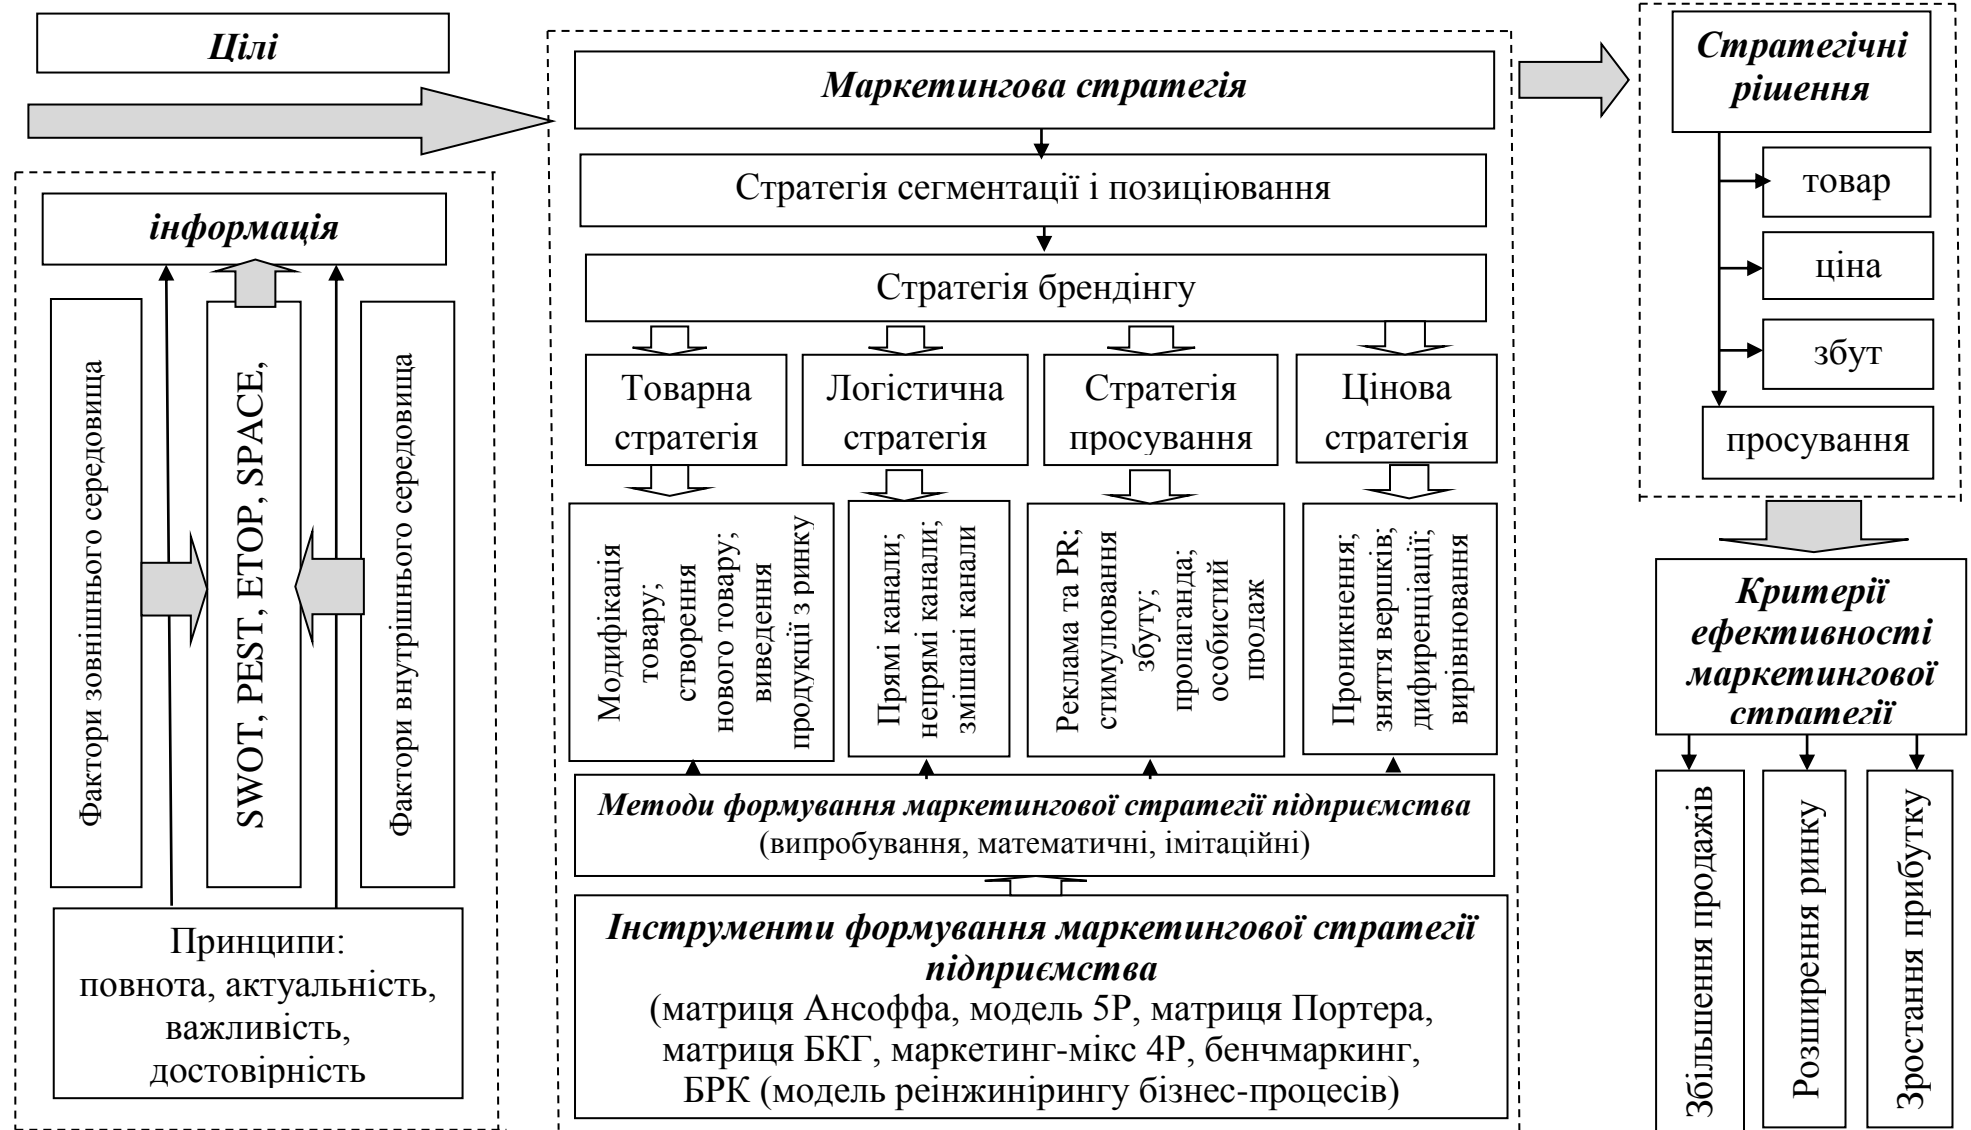 Цілі
інформація
Фактори зовнішнього середовища
SWOT, PEST, ETOP, SPACE,
Фактори внутрішнього середовища
Принципи:
повнота, актуальність,
важливість,
достовірність
Маркетингова стратегія
Стратегія сегментації і позиціювання
Стратегія брендінгу
Товарна
стратегія
Логістична
стратегія
Стратегія
просування
Цінова
стратегія
Модифікація
товару;
створення
нового товару;
виведення
продукції з ринку
Прямі канали;
непрямі канали;
змішані канали
Реклама та PR;
стимулювання
збуту;
пропаганда;
особистий
продаж
Проникнення;
зняття вершків;
дифиренціації;
вирівнювання
Методи формування маркетингової стратегії підприємства
(випробування, математичні, імітаційні)
Інструменти формування маркетингової стратегії
підприємства
(матриця Ансоффа, модель 5Р, матриця Портера,
матриця БКГ, маркетинг-мікс 4Р, бенчмаркинг,
БРК (модель реінжинірингу бізнес-процесів)
Стратегічні
рішення
товар
ціна
збут
просування
Критерії
ефективності
маркетингової
стратегії
Збільшення продажів
Розширення ринку
Зростання прибутку